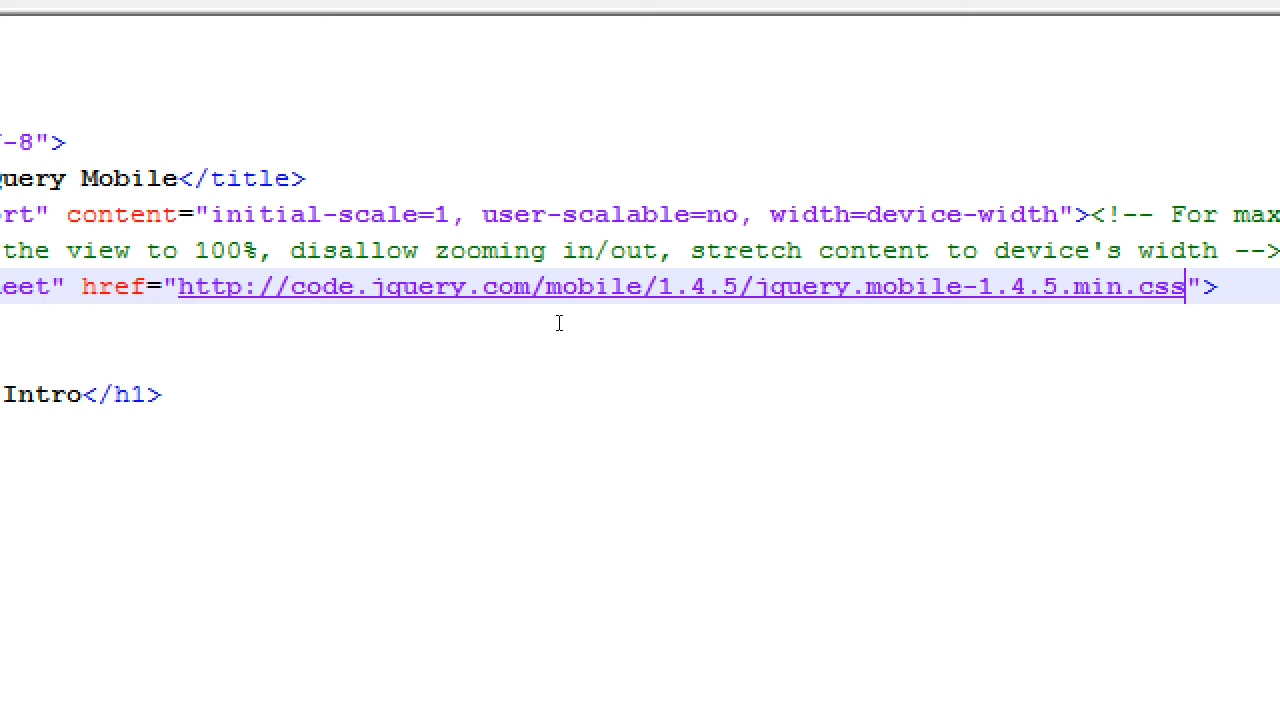 -8">
query Mobile</title>
rt" content="initial-scale=1, user-scalable=no, width=device-width"><!-- For max
the view to 100%, disallow zooming in/out, stretch content to device's width -->
eet" href="http://code.jquery.com/mobile/1.4.5/jquery.mobile-1.4.5.min.css">
Intro</h1>